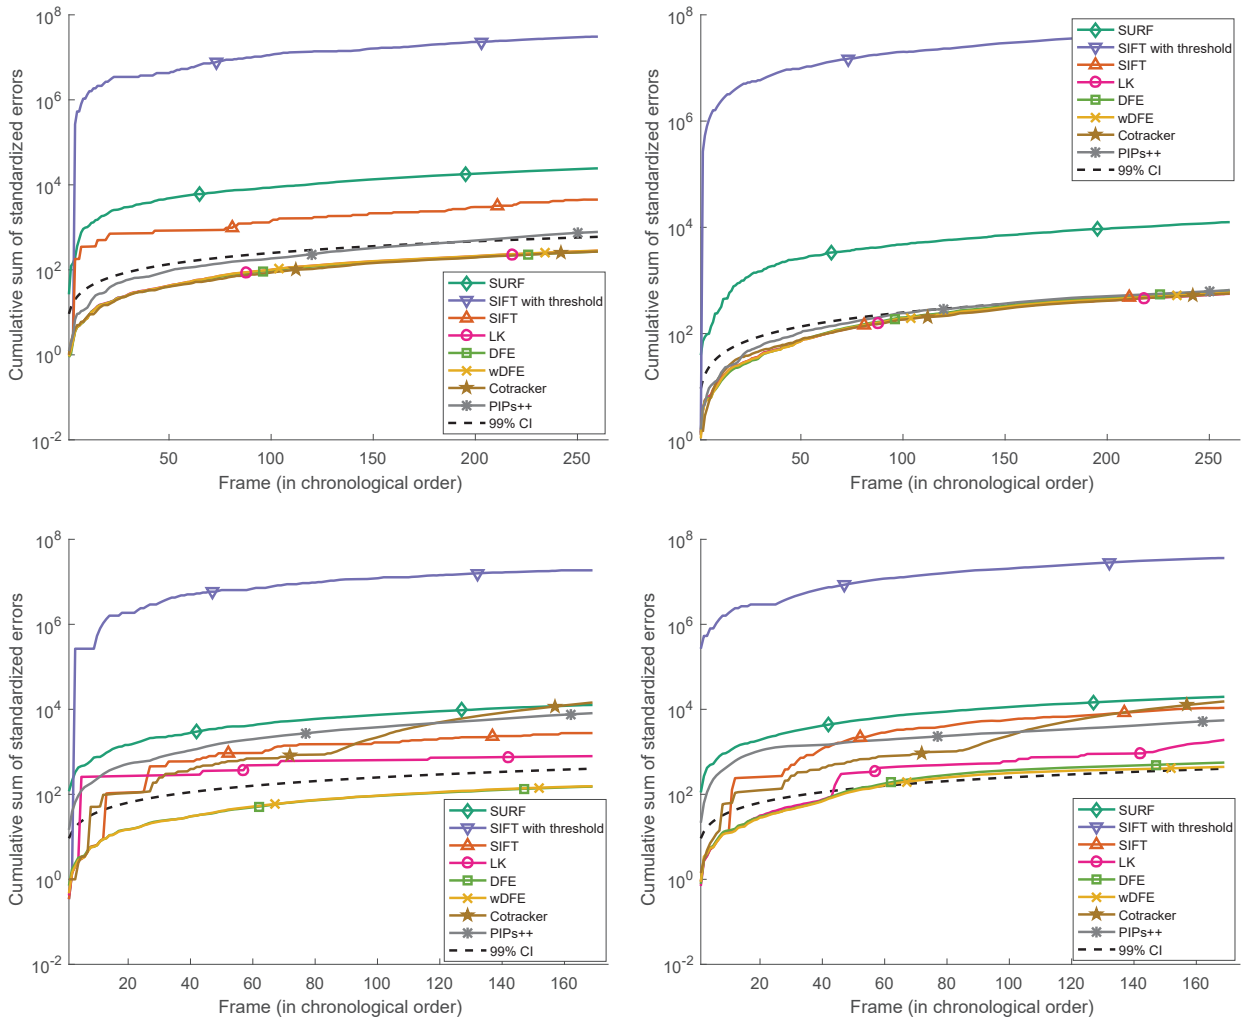 Cumulative sum of standardized errors
10^8
10^6
10^4
10^2
10^0
10^-2
50
100
150
200
250
Frame (in chronological order)
SURF
SIFT with threshold
SIFT
LK
DFE
wDFE
Cotracker
PIPs++
99% CI
Cumulative sum of standardized errors
10^8
10^6
10^4
10^2
10^0
50
100
150
200
250
Frame (in chronological order)
SURF
SIFT with threshold
SIFT
LK
DFE
wDFE
Cotracker
PIPs++
99% CI
Cumulative sum of standardized errors
10^8
10^6
10^4
10^2
10^0
10^-2
20
40
60
80
100
120
140
160
Frame (in chronological order)
SURF
SIFT with threshold
SIFT
LK
DFE
wDFE
Cotracker
PIPs++
99% CI
Cumulative sum of standardized errors
10^8
10^6
10^4
10^2
10^0
10^-2
20
40
60
80
100
120
140
160
Frame (in chronological order)
SURF
SIFT with threshold
SIFT
LK
DFE
wDFE
Cotracker
PIPs++
99% CI